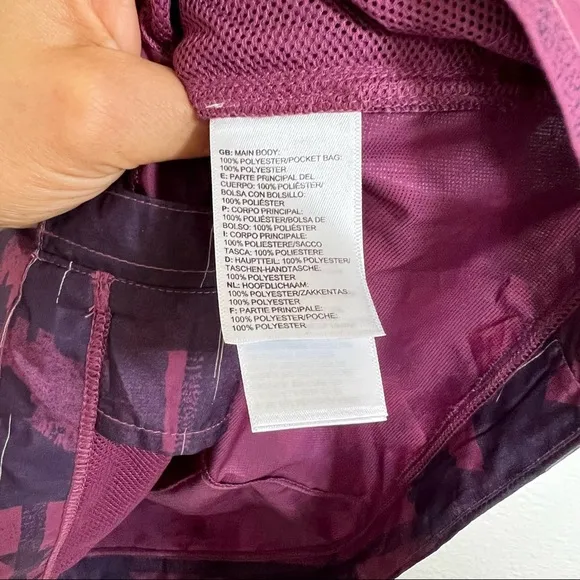 GB: MAIN BODY:
100% POLYESTER/POCKET BAG:
100% POLYESTER
E: PARTE PRINCIPAL DEL
CUERPO: 100% POLIÉSTER/
BOLSA CON BOLSILLO:
100% POLIÉSTER
P: CORPO PRINCIPAL:
100% POLIÉSTER/BOLSA DE
BOLSO: 100% POLIÉSTER
I: CORPO PRINCIPALE:
100% POLIESTERE/SACCO
TASCA: 100% POLIESTERE
D: HAUPTTEIL: 100% POLYESTER/
TASCHEN-HANDTASCHE:
100% POLYESTER
NL: HOOFDLICHAAM:
100% POLYESTER/ZAKKENTAS
100% POLYESTER
F: PARTIE PRINCIPALE:
100% POLYESTER/POCHE:
100% POLYESTER